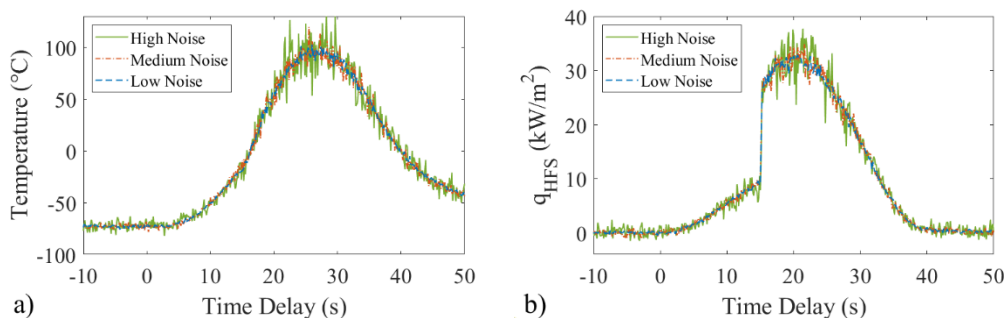 100
50
0
-50
-100
Temperature (°C)
High Noise
Medium Noise
Low Noise
-10 0 10 20 30 40 50
Time Delay (s)
a)
40
30
20
10
0
q_HFS (kW/m²)
High Noise
Medium Noise
Low Noise
-10 0 10 20 30 40 50
Time Delay (s)
b)